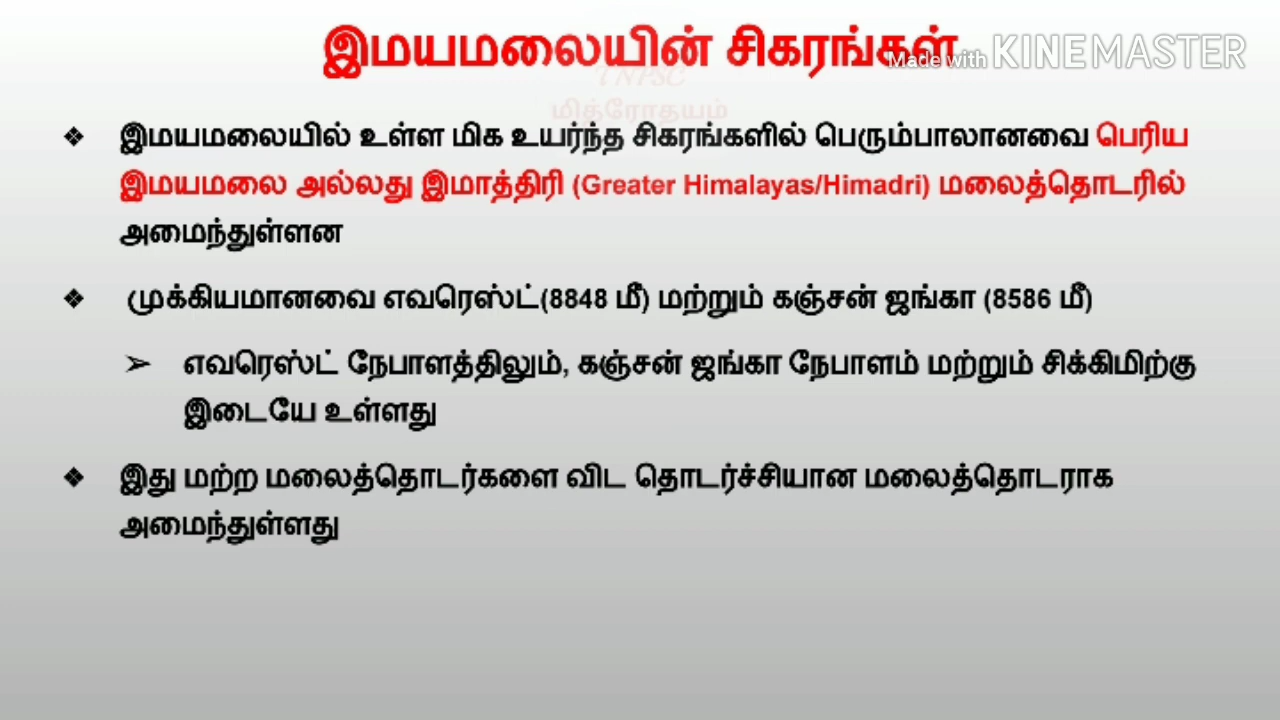 இமயமலையின் சிகரங்கள்
Made with KINEMASTER
TNPSC
மித்ரோதயம்
❖ இமயமலையில் உள்ள மிக உயர்ந்த சிகரங்களில் பெரும்பாலானவை பெரிய
இமயமலை அல்லது இமாத்திரி (Greater Himalayas/Himadri) மலைத்தொடரில்
அமைந்துள்ளன
❖ முக்கியமானவை எவரெஸ்ட்(8848 மீ) மற்றும் கஞ்சன் ஜங்கா (8586 மீ)
➢ எவரெஸ்ட் நேபாளத்திலும், கஞ்சன் ஜங்கா நேபாளம் மற்றும் சிக்கிமிற்கு
இடையே உள்ளது
❖ இது மற்ற மலைத்தொடர்களை விட தொடர்ச்சியான மலைத்தொடராக
அமைந்துள்ளது